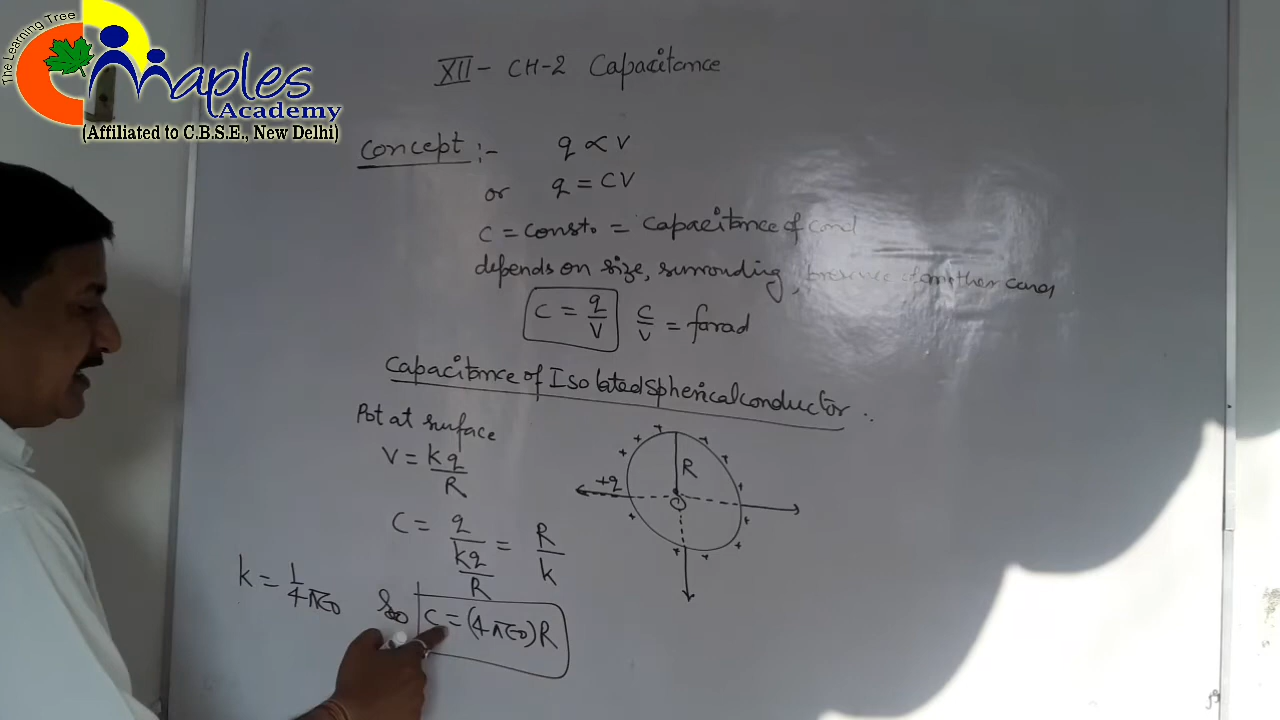 The Learning Tree
Maples
Academy
(Affiliated to C.B.S.E., New Delhi)
XII - CH-2 Capacitance
Concept :- q ∝ V
or q = CV
C = const. = Capacitance of cond
depends on size, surrounding,
C = q/V C/V = farad
Capacitance of Isolated Spherical conductor :.
Pot at surface
V = kq/R
+q
R
C = q/(kq/R) = R/k
k = 1/4πε0 So C = (4πε0)R